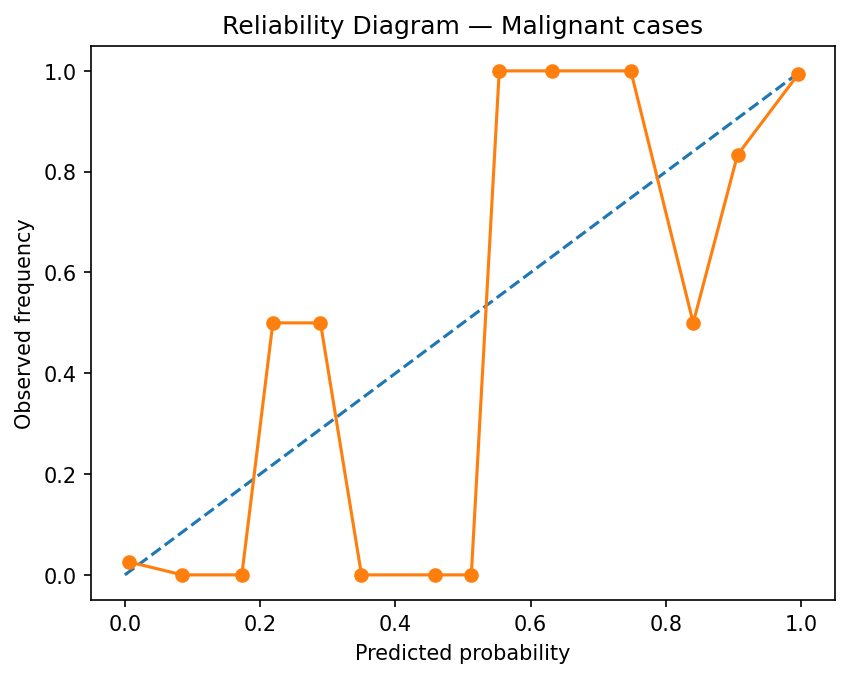 Reliability Diagram — Malignant cases
1.0
0.8
0.6
0.4
0.2
0.0
Observed frequency
0.0 0.2 0.4 0.6 0.8 1.0
Predicted probability